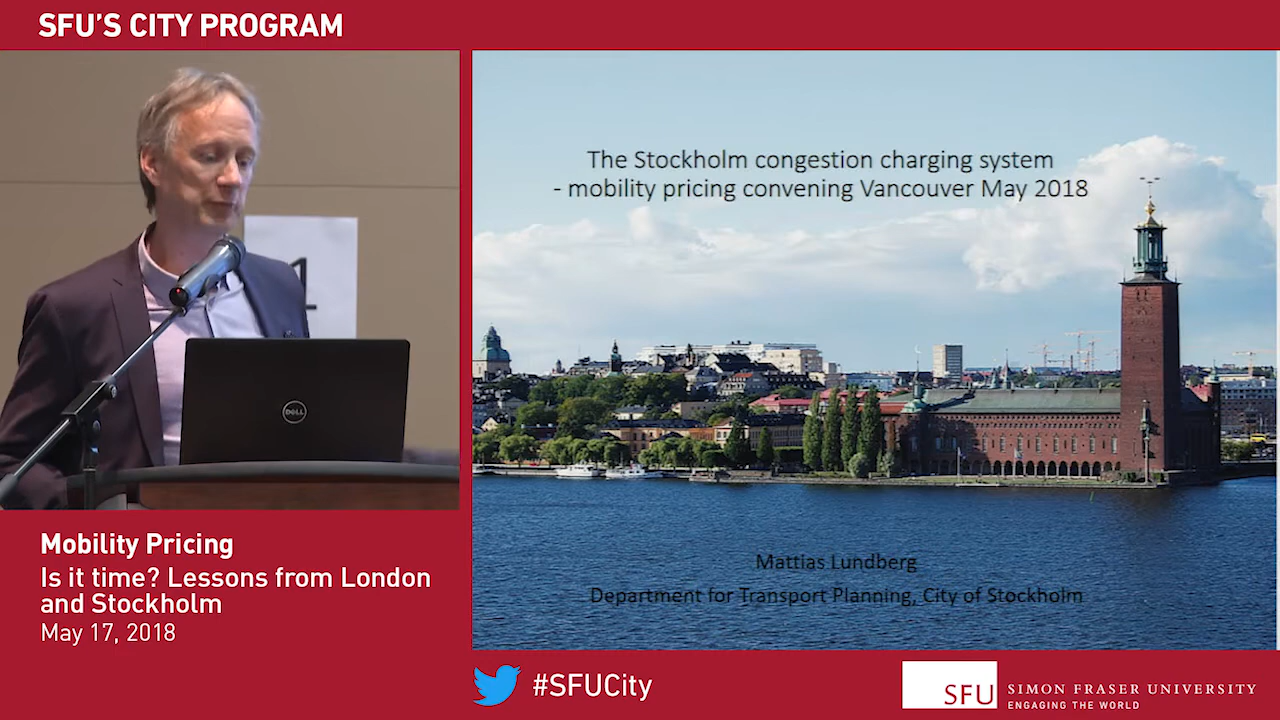 SFU'S CITY PROGRAM
The Stockholm congestion charging system
- mobility pricing convening Vancouver May 2018
DELL
Mattias Lundberg
Department for Transport Planning, City of Stockholm
Mobility Pricing
Is it time? Lessons from London
and Stockholm
May 17, 2018
#SFUCity
SFU
SIMON FRASER UNIVERSITY
ENGAGING THE WORLD